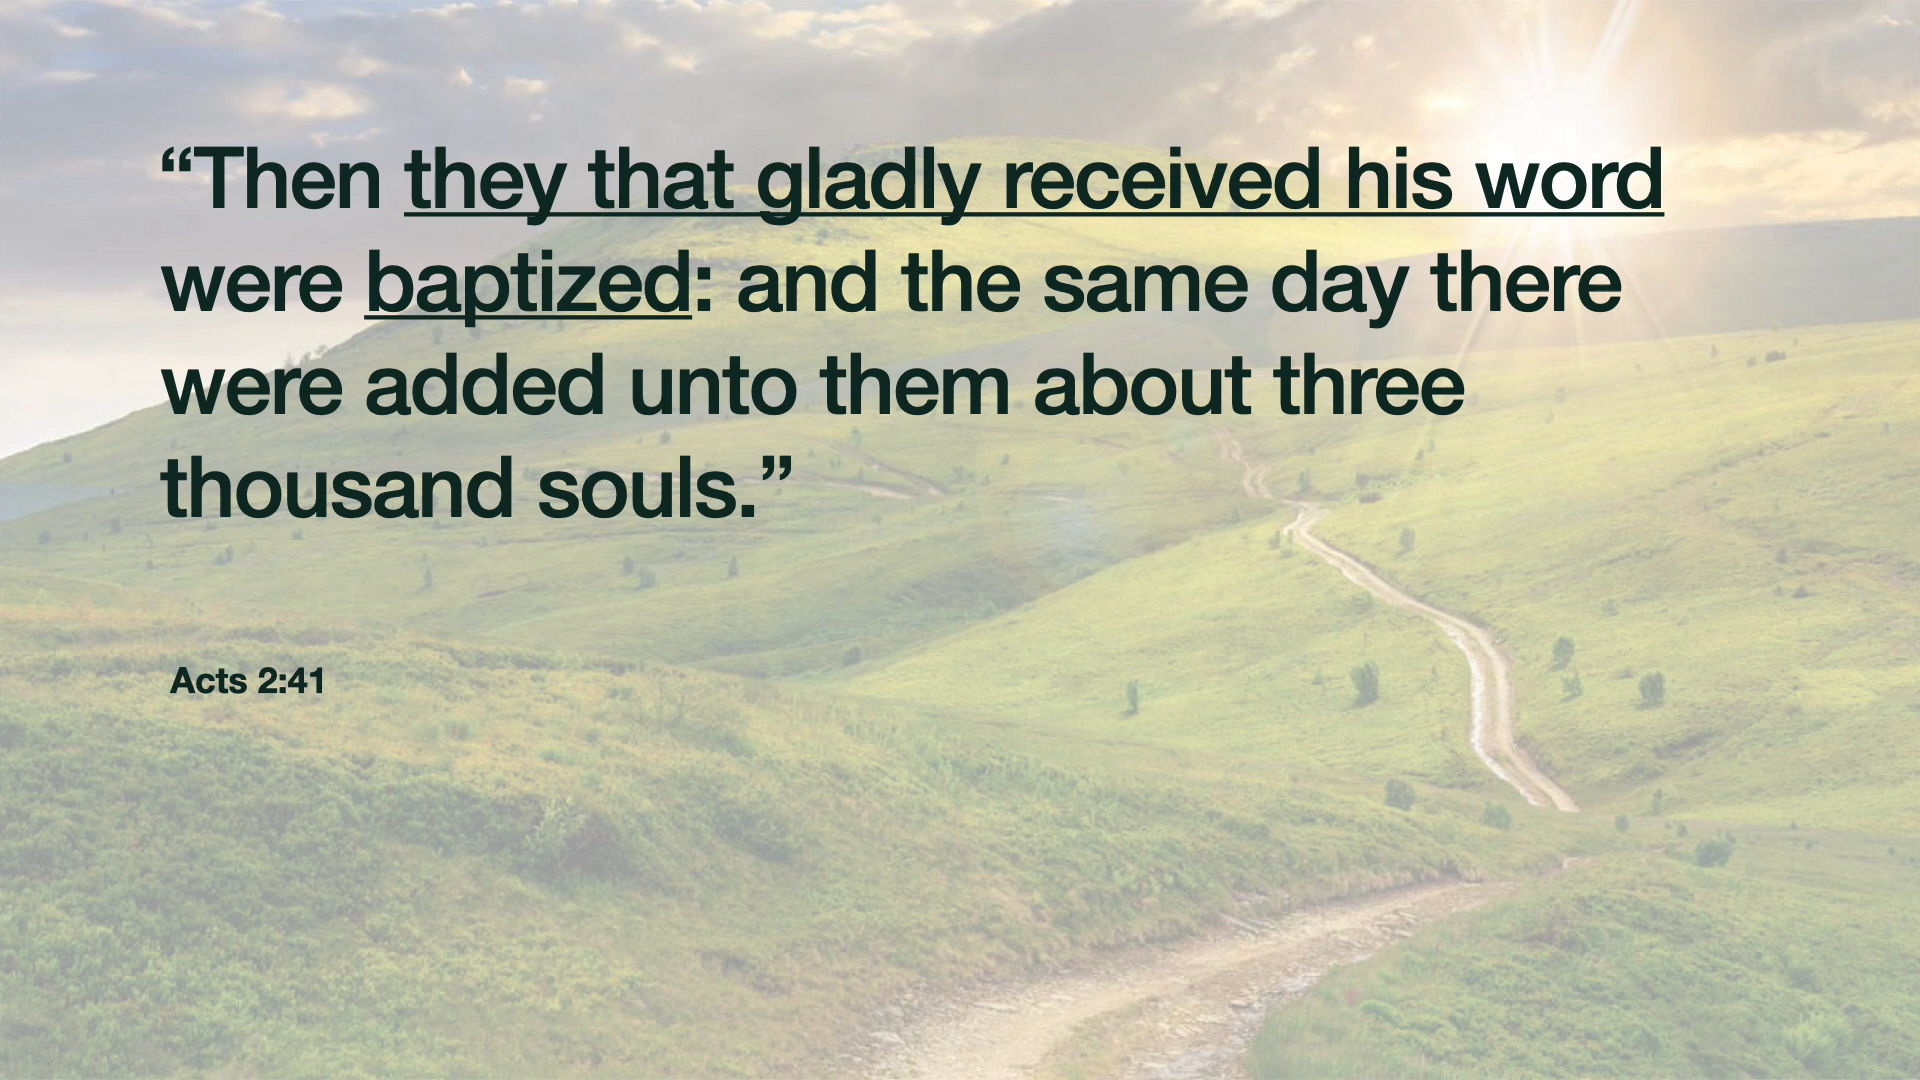 “Then they that gladly received his word
were baptized: and the same day there
were added unto them about three
thousand souls.”
Acts 2:41